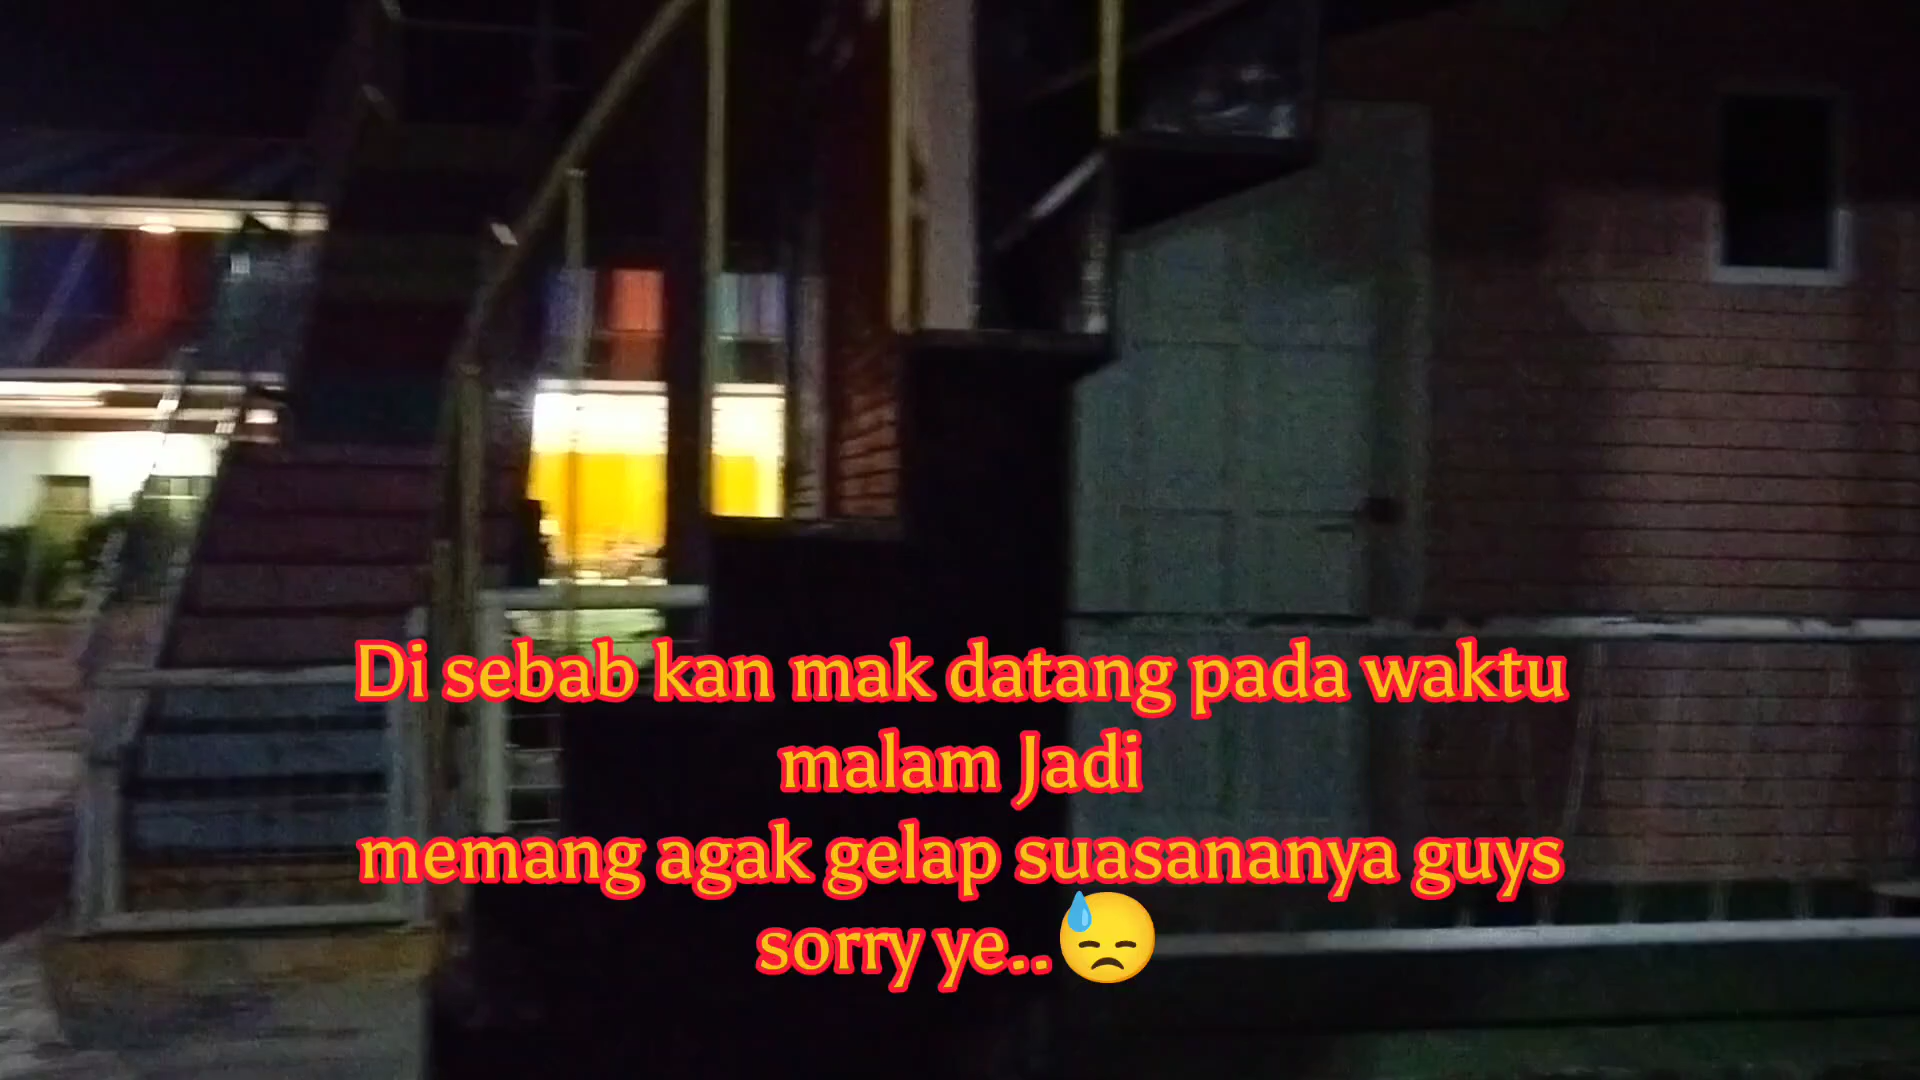 Di sebab kan mak datang pada waktu
malam Jadi
memang agak gelap suasananya guys
sorry ye..😓